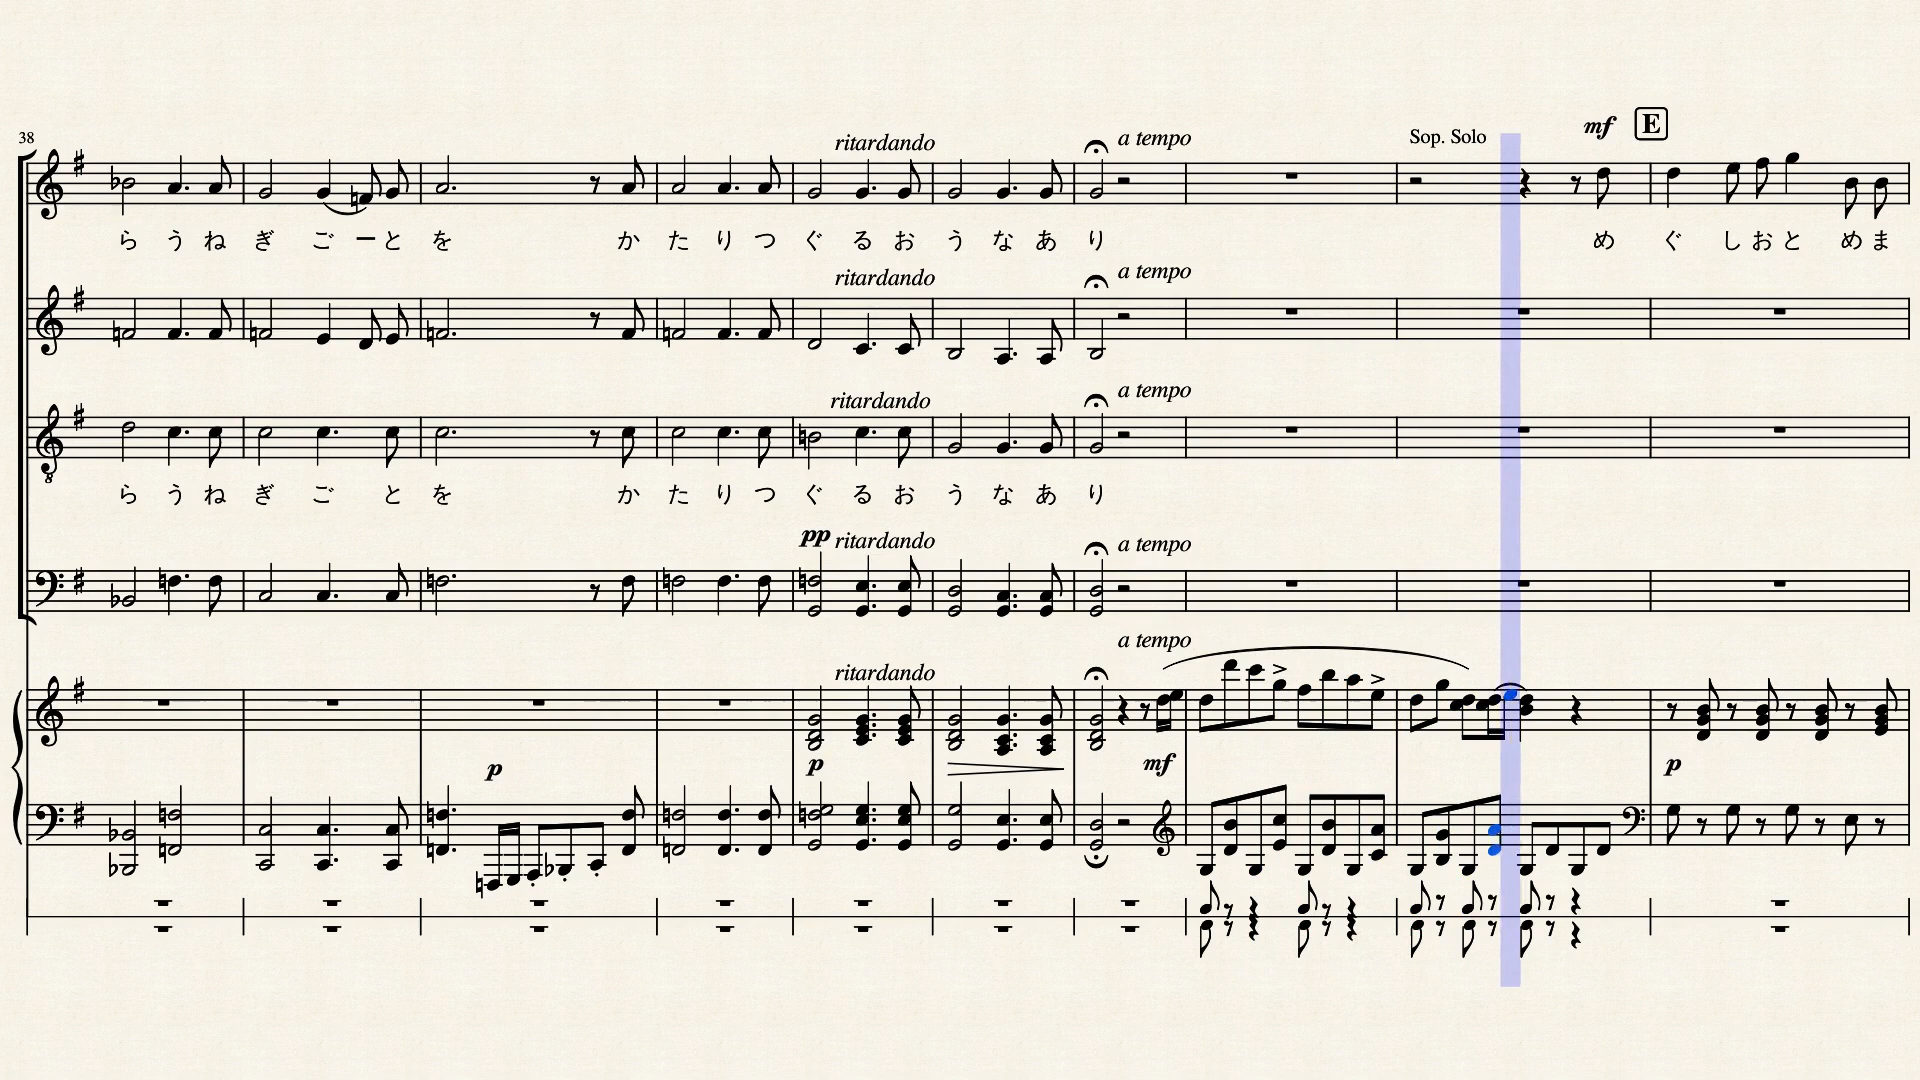 38
ritardando a tempo Sop. Solo mf E
ら う ね ぎ ご ー と を か た り つ ぐ る お う な あ り め ぐ し お と め ま
ritardando a tempo
ritardando a tempo
ら う ね ぎ ご と を か た り つ ぐ る お う な あ り
pp ritardando a tempo
a tempo
ritardando
p p mf p